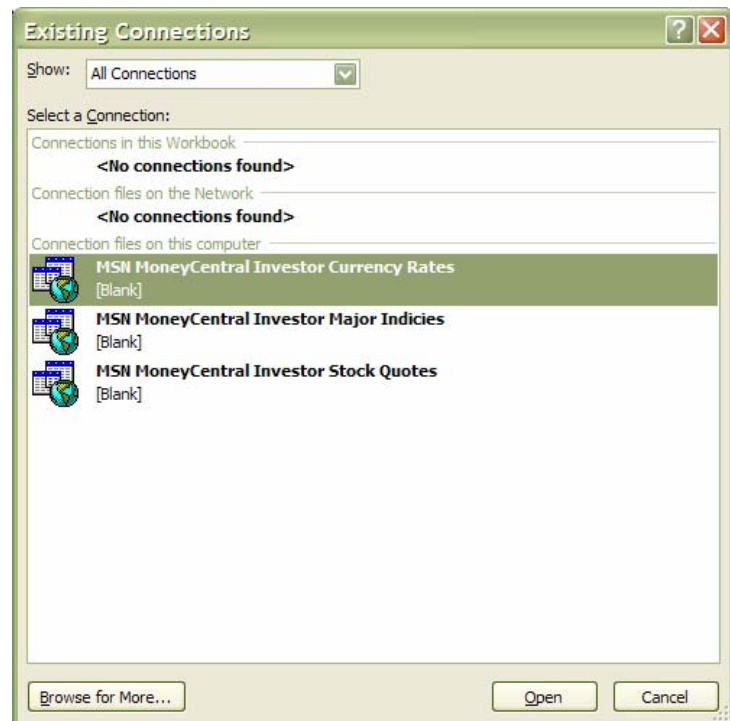 Existing Connections
Show: All Connections
Select a Connection:
Connections in this Workbook
<No connections found>
Connection files on the Network
<No connections found>
Connection files on this computer
MSN MoneyCentral Investor Currency Rates
[Blank]
MSN MoneyCentral Investor Major Indicies
[Blank]
MSN MoneyCentral Investor Stock Quotes
[Blank]
Browse for More... Open Cancel